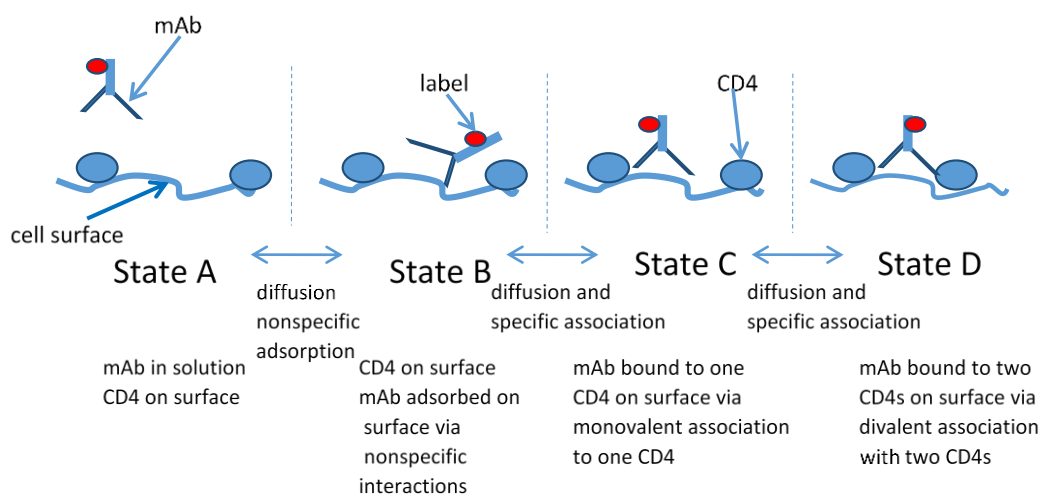 mAb
label
CD4
cell surface
State A
State B
State C
State D
diffusion
nonspecific
adsorption
diffusion and
specific association
diffusion and
specific association
mAb in solution
CD4 on surface
CD4 on surface
mAb adsorbed on
surface via
nonspecific
interactions
mAb bound to one
CD4 on surface via
monovalent association
to one CD4
mAb bound to two
CD4s on surface via
divalent association
with two CD4s